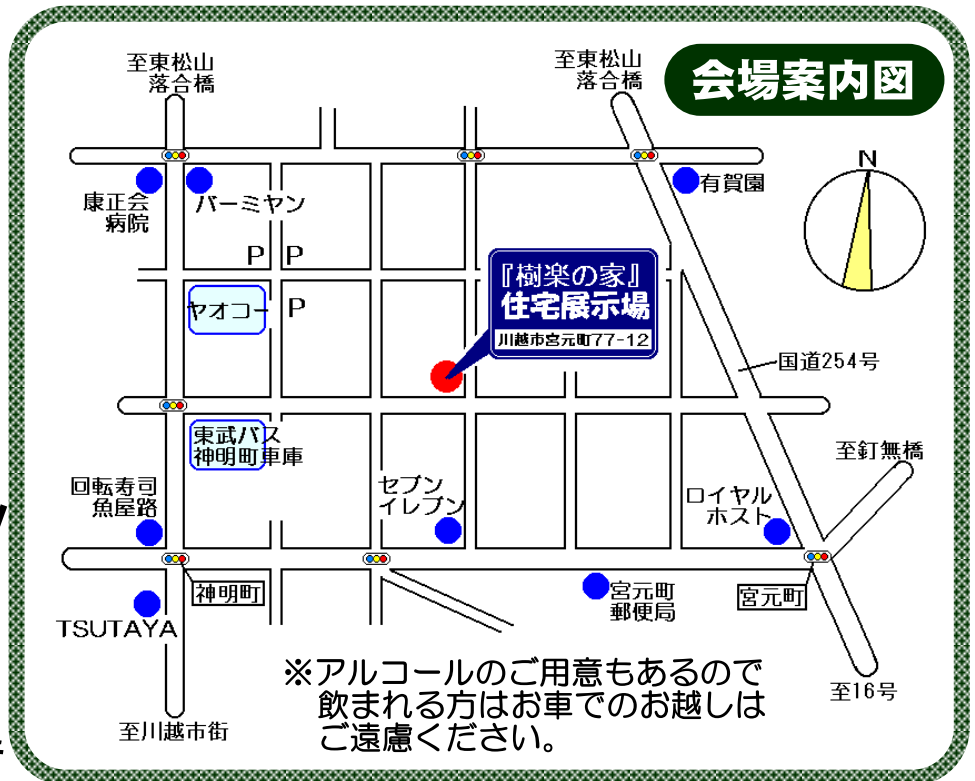 会場案内図
至東松山
落合橋
至東松山
落合橋
N
康正会
病院
バーミヤン
有賀園
P P
『樹楽の家』
住宅展示場
川越市宮元町77-12
ヤオコー
P
国道254号
東武バス
神明町車庫
至釘無橋
回転寿司
魚屋路
セブン
イレブン
ロイヤル
ホスト
神明町
宮元町
郵便局
宮元町
TSUTAYA
※アルコールのご用意もあるので
飲まれる方はお車でのお越しは
ご遠慮ください。
至16号
至川越市街